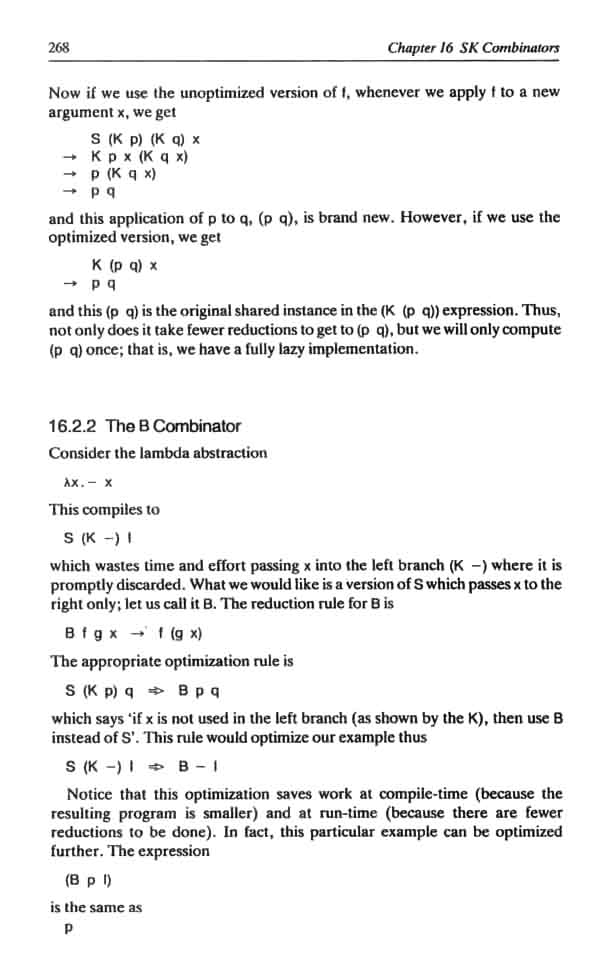 268
Chapter 16 SK Combinators
Now if we use the unoptimized version of f, whenever we apply f to a new
argument x, we get
S (K p) (K q) x
→ K p x (K q x)
→ p (K q x)
→ p q
and this application of p to q, (p q), is brand new. However, if we use the
optimized version, we get
K (p q) x
→ p q
and this (p q) is the original shared instance in the (K (p q)) expression. Thus,
not only does it take fewer reductions to get to (p q), but we will only compute
(p q) once; that is, we have a fully lazy implementation.
16.2.2 The B Combinator
Consider the lambda abstraction
λx.− x
This compiles to
S (K −) I
which wastes time and effort passing x into the left branch (K −) where it is
promptly discarded. What we would like is a version of S which passes x to the
right only; let us call it B. The reduction rule for B is
B f g x → f (g x)
The appropriate optimization rule is
S (K p) q ⇒ B p q
which says ‘if x is not used in the left branch (as shown by the K), then use B
instead of S’. This rule would optimize our example thus
S (K −) I ⇒ B − I
Notice that this optimization saves work at compile-time (because the
resulting program is smaller) and at run-time (because there are fewer
reductions to be done). In fact, this particular example can be optimized
further. The expression
(B p I)
is the same as
p